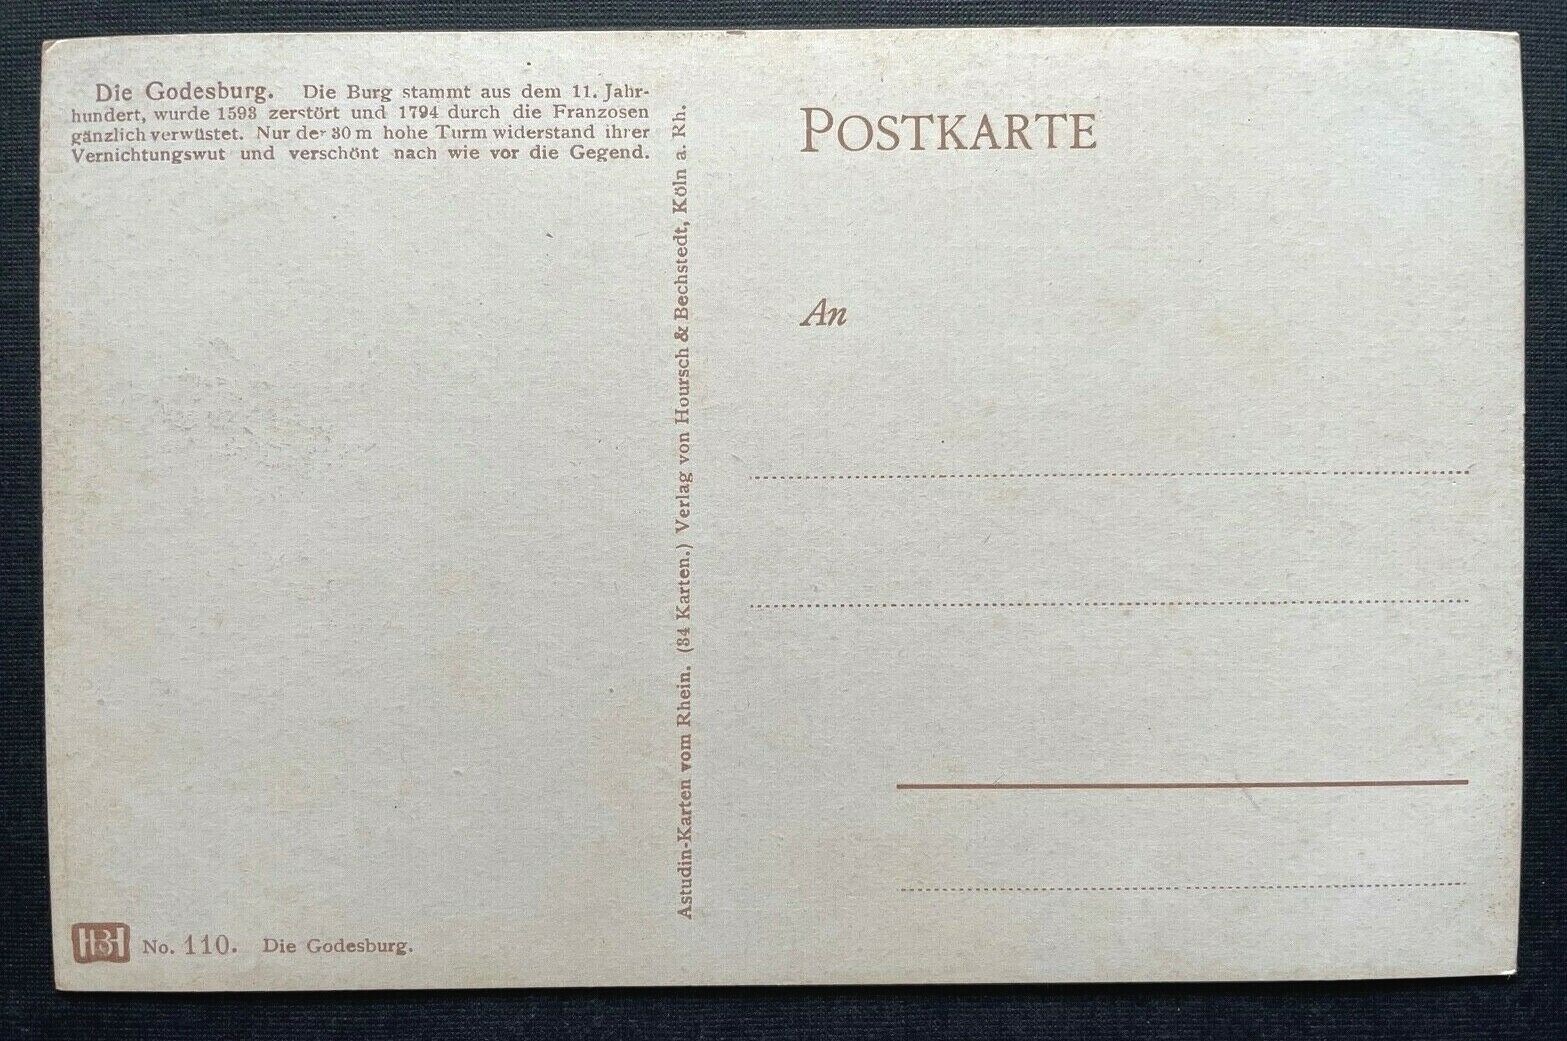 Die Godesburg. Die Burg stammt aus dem 11. Jahr-
hundert, wurde 1593 zerstört und 1794 durch die Franzosen
gänzlich verwüstet. Nur der 30 m hohe Turm widerstand ihrer
Vernichtungswut und verschönt nach wie vor die Gegend.
Astudin-Karten vom Rhein. (34 Karten.) Verlag von Hoursch & Bechstedt, Köln a. Rh.
POSTKARTE
An
HB No. 110. Die Godesburg.